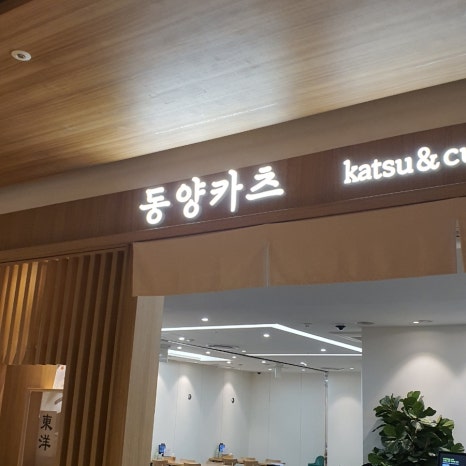 동양카츠
katsu & cu
東洋